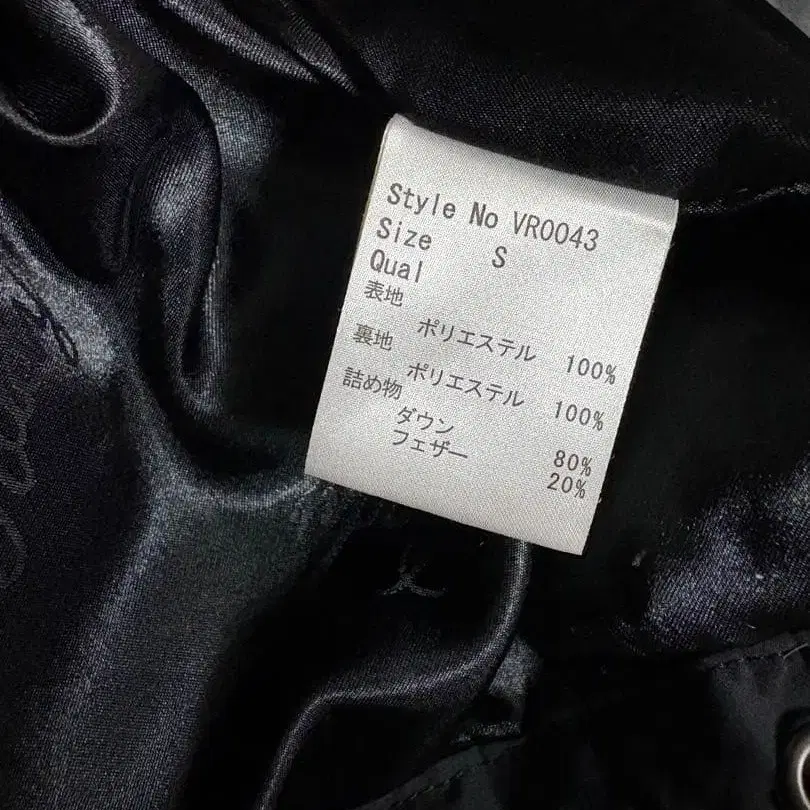 Style No VR0043
Size S
Qual
表地
ポリエステル 100%
裏地
ポリエステル 100%
詰め物
ダウン 80%
フェザー 20%